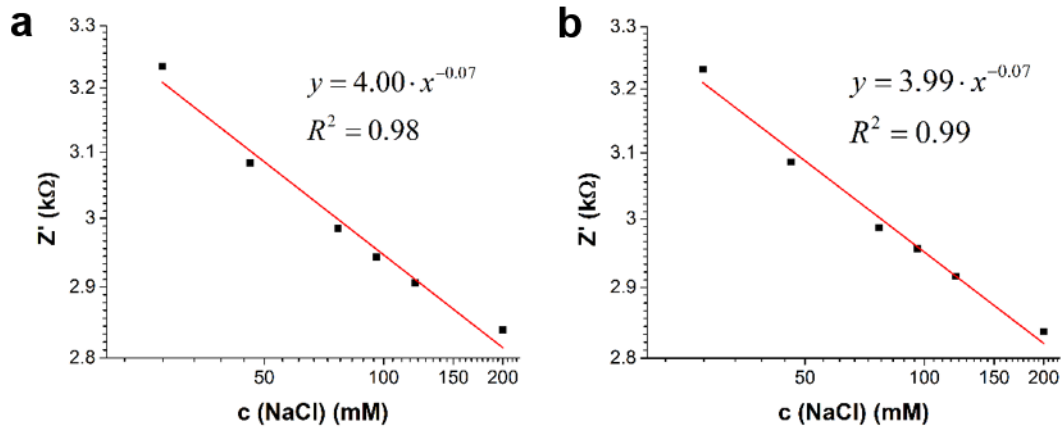 a
3.3
3.2
3.1
3
2.9
2.8
Z' (kΩ)
y = 4.00 · x^−0.07
R² = 0.98
50
100
150
200
c (NaCl) (mM)
b
3.3
3.2
3.1
3
2.9
2.8
Z' (kΩ)
y = 3.99 · x^−0.07
R² = 0.99
50
100
150
200
c (NaCl) (mM)